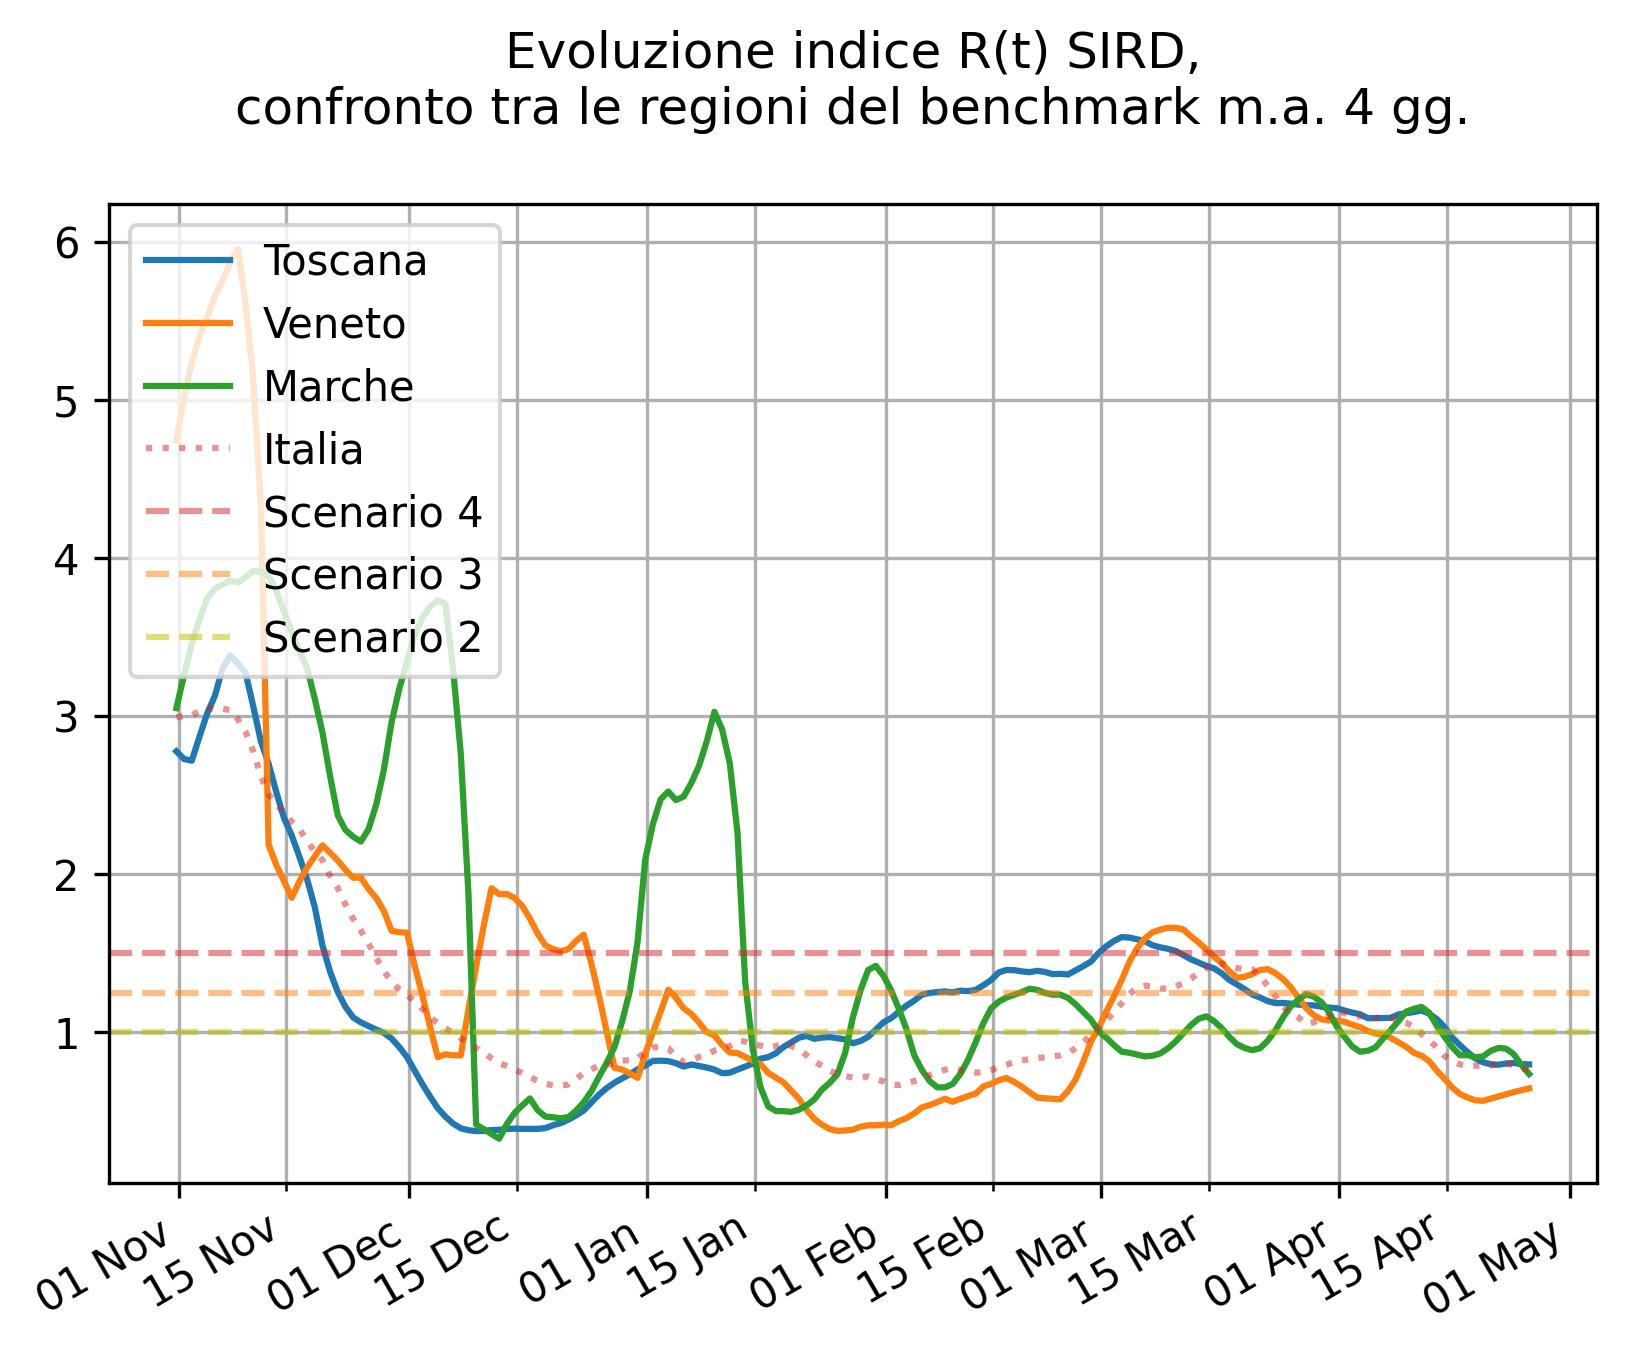 Evoluzione indice R(t) SIRD,
confronto tra le regioni del benchmark m.a. 4 gg.
6
5
4
3
2
1
Toscana
Veneto
Marche
Italia
Scenario 4
Scenario 3
Scenario 2
01 Nov
15 Nov
01 Dec
15 Dec
01 Jan
15 Jan
01 Feb
15 Feb
01 Mar
15 Mar
01 Apr
15 Apr
01 May